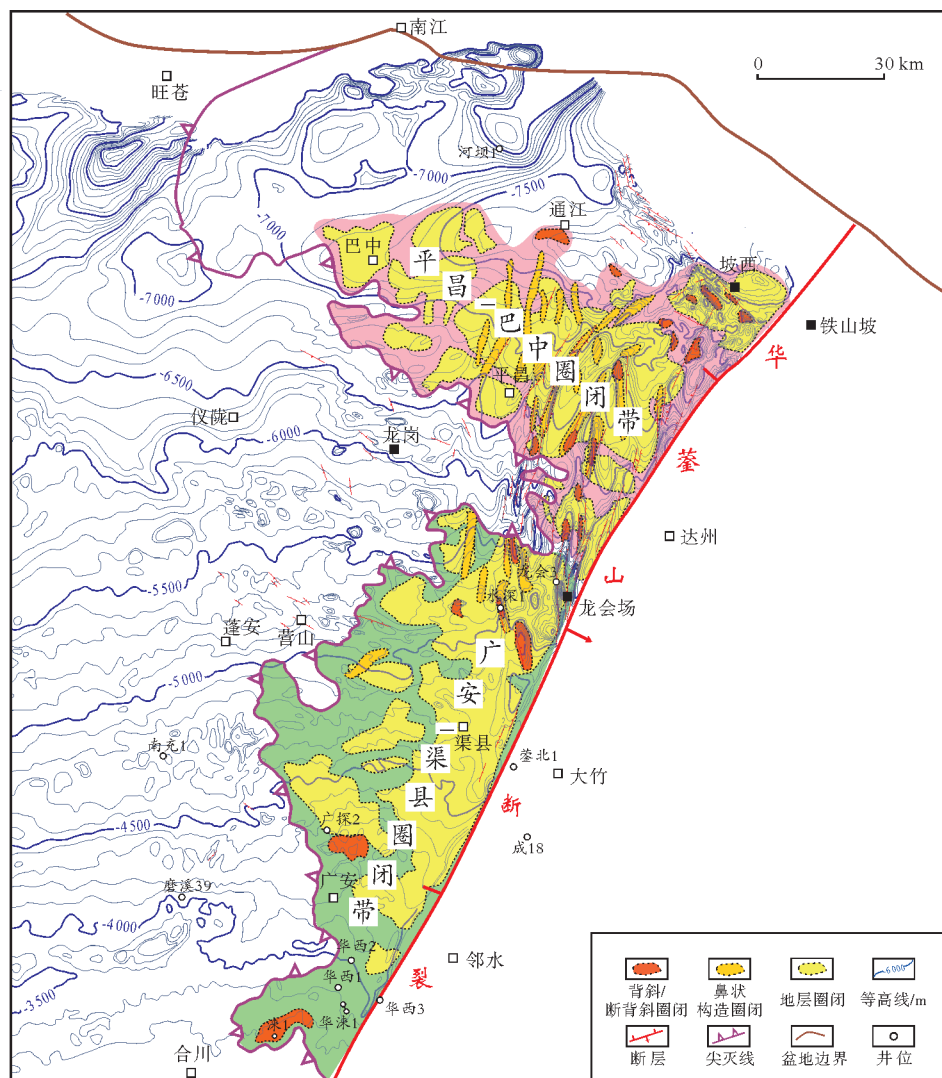 南江
0 30 km
旺苍
河坝1
-7000
-7500
通江
-7000
巴中
坡西
-7000
平昌—巴中圈闭带
铁山坡
华蓥山断裂
平昌
-6500
仪陇
-6000
龙岗
达州
-5500
龙会1
水深1
龙会场
蓬安
营山
广安—渠县圈闭带
-5000
渠县
南充1
蓥北1
大竹
-4500
广探2
成18
磨溪39
广安
-4000
华西2
邻水
-3500
华西1
华西3
华涞1
涞1
合川
背斜/
断背斜圈闭
鼻状
构造圈闭
地层圈闭
-6000
等高线/m
断层
尖灭线
盆地边界
井位